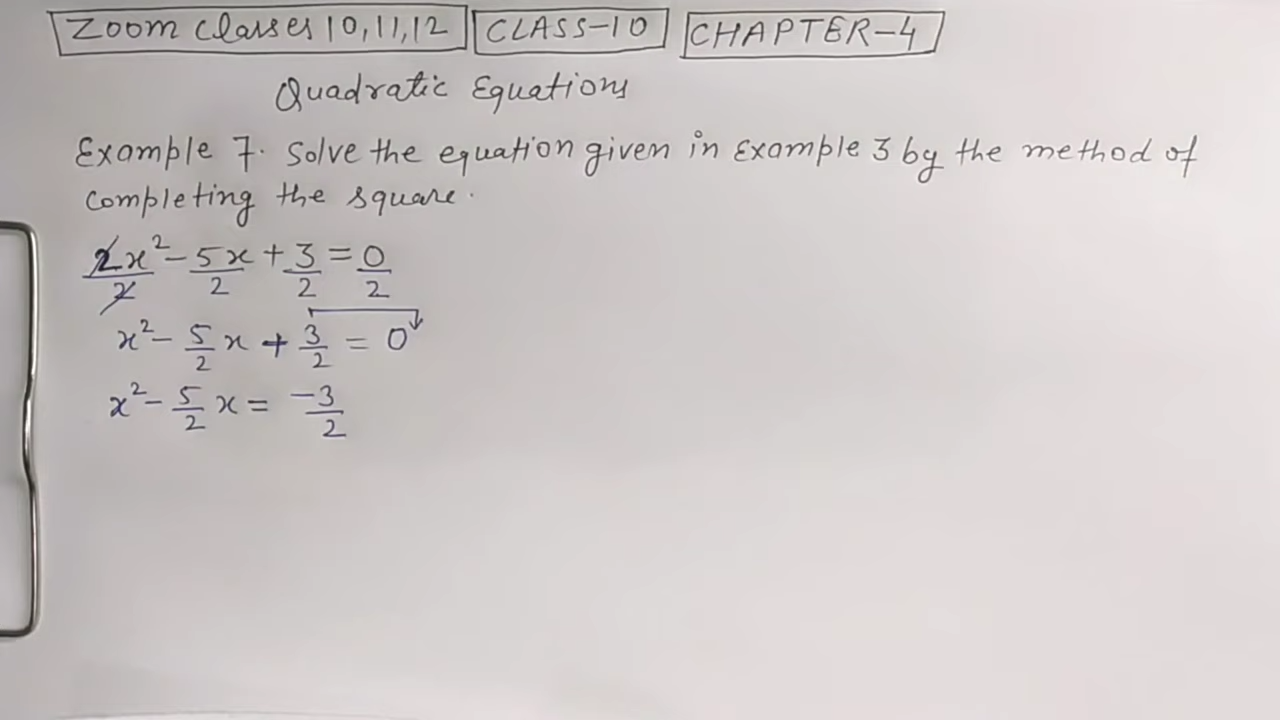 Zoom Classes 10,11,12 CLASS-10 CHAPTER-4
Quadratic Equations
Example 7. Solve the equation given in Example 3 by the method of
completing the square.
2x²/2 - 5x/2 + 3/2 = 0/2
x² - 5/2 x + 3/2 = 0
x² - 5/2 x = -3/2